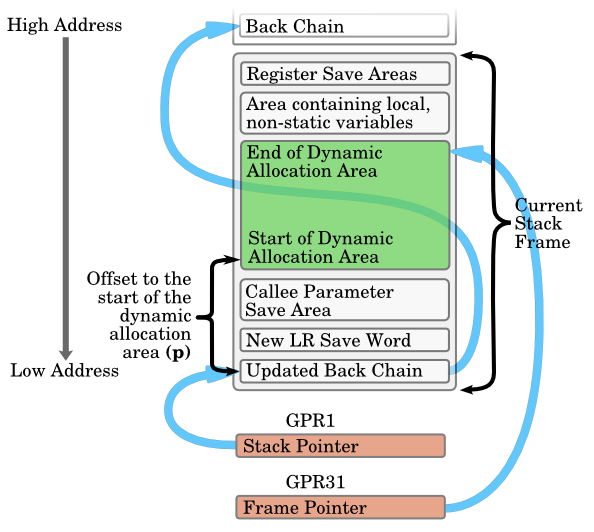 High Address
Back Chain
Register Save Areas
Area containing local,
non-static variables
End of Dynamic
Allocation Area
Current
Stack
Frame
Start of Dynamic
Allocation Area
Offset to the
start of the
dynamic
allocation
area (p)
Callee Parameter
Save Area
New LR Save Word
Low Address
Updated Back Chain
GPR1
Stack Pointer
GPR31
Frame Pointer